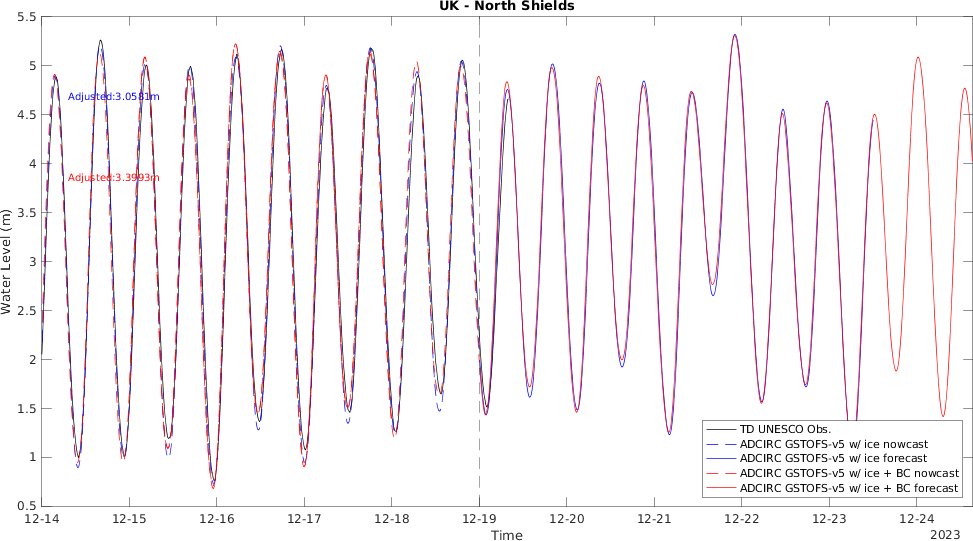 UK - North Shields
5.5
5
4.5
4
3.5
3
2.5
2
1.5
1
0.5
Water Level (m)
Adjusted:3.0581m
Adjusted:3.3993m
TD UNESCO Obs.
ADCIRC GSTOFS-v5 w/ ice nowcast
ADCIRC GSTOFS-v5 w/ ice forecast
ADCIRC GSTOFS-v5 w/ ice + BC nowcast
ADCIRC GSTOFS-v5 w/ ice + BC forecast
12-14 12-15 12-16 12-17 12-18 12-19 12-20 12-21 12-22 12-23 12-24
Time
2023